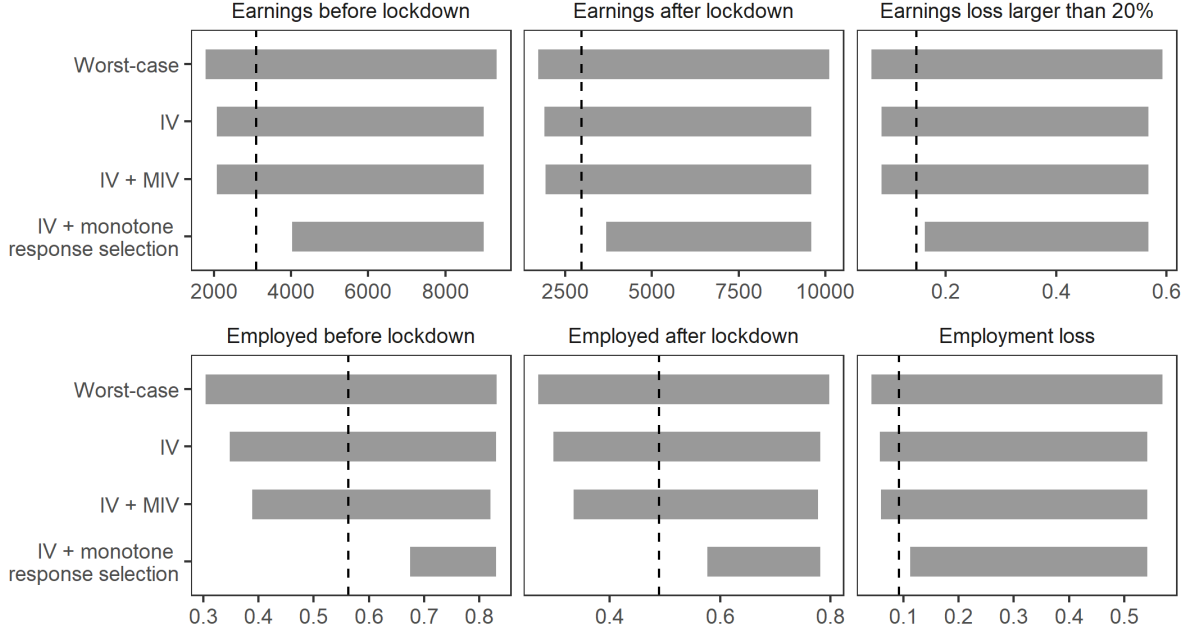 Earnings before lockdown
Earnings after lockdown
Earnings loss larger than 20%
Worst-case
IV
IV + MIV
IV + monotone
response selection
2000 4000 6000 8000
2500 5000 7500 10000
0.2 0.4 0.6
Employed before lockdown
Employed after lockdown
Employment loss
Worst-case
IV
IV + MIV
IV + monotone
response selection
0.3 0.4 0.5 0.6 0.7 0.8
0.4 0.6 0.8
0.1 0.2 0.3 0.4 0.5